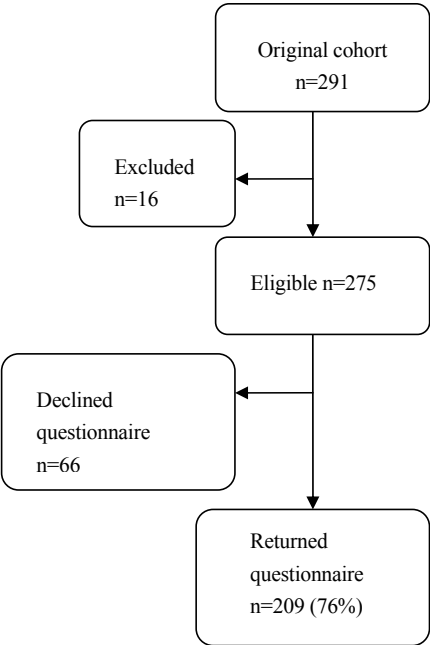 Original cohort
n=291
Excluded
n=16
Eligible n=275
Declined
questionnaire
n=66
Returned
questionnaire
n=209 (76%)